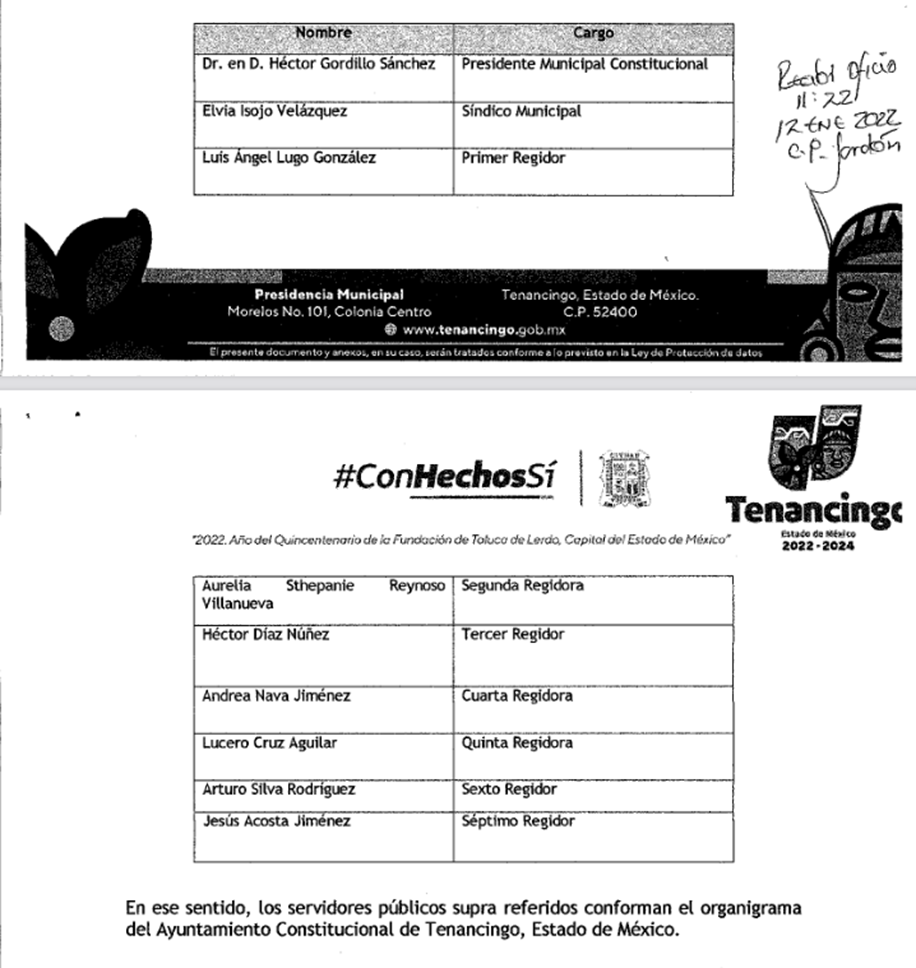 Nombre Cargo
Dr. en D. Héctor Gordillo Sánchez Presidente Municipal Constitucional
Elvia Isojo Velázquez Síndico Municipal
Luis Ángel Lugo González Primer Regidor
Recibí Oficio
11:22
12 ENE 2022
C.P.
Presidencia Municipal
Morelos No. 101, Colonia Centro
Tenancingo, Estado de México.
C.P. 52400
www.tenancingo.gob.mx
El presente documento y anexos, en su caso, serán tratados conforme a lo previsto en la Ley de Protección de datos
#ConHechosSí
Tenancingo
Estado de México
2022-2024
"2022. Año del Quincentenario de la Fundación de Toluca de Lerdo, Capital del Estado de México"
Aurelia Sthepanie Reynoso Segunda Regidora
Villanueva
Héctor Díaz Núñez Tercer Regidor
Andrea Nava Jiménez Cuarta Regidora
Lucero Cruz Aguilar Quinta Regidora
Arturo Silva Rodríguez Sexto Regidor
Jesús Acosta Jiménez Séptimo Regidor
En ese sentido, los servidores públicos supra referidos conforman el organigrama
del Ayuntamiento Constitucional de Tenancingo, Estado de México.